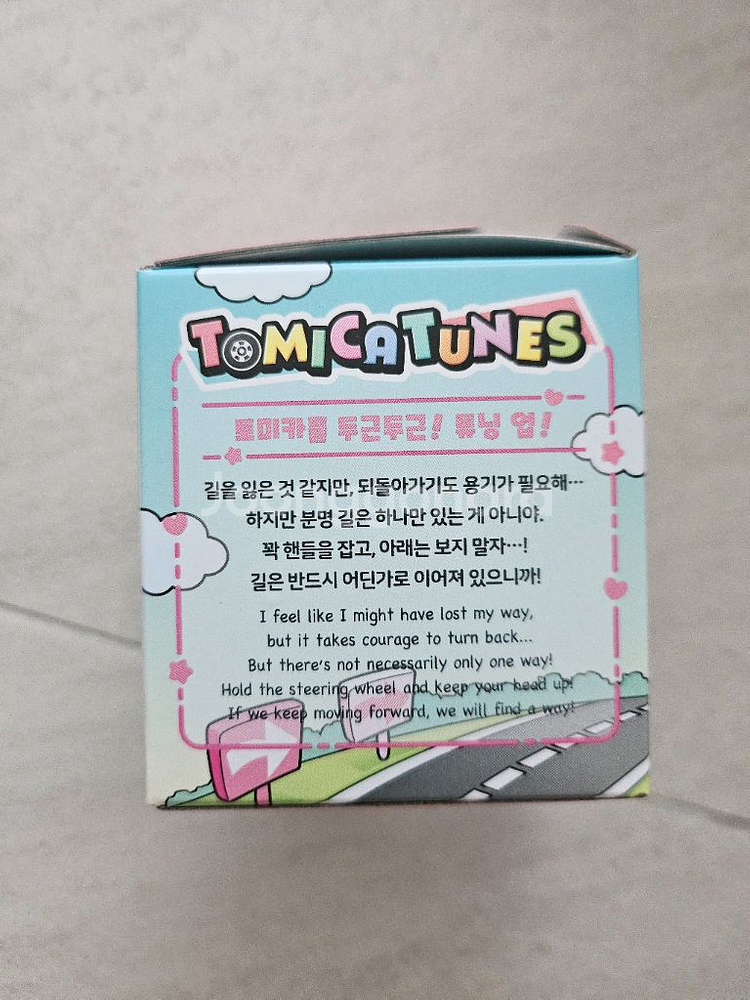 TOMICATUNES
토미카를 두근두근! 튜닝 업!
길을 잃은 것 같지만, 되돌아가기도 용기가 필요해…
하지만 분명 길은 하나만 있는 게 아니야.
꽉 핸들을 잡고, 아래는 보지 말자…!
길은 반드시 어딘가로 이어져 있으니까!
I feel like I might have lost my way,
but it takes courage to turn back...
But there's not necessarily only one way!
Hold the steering wheel and keep your head up!
If we keep moving forward, we will find a way!